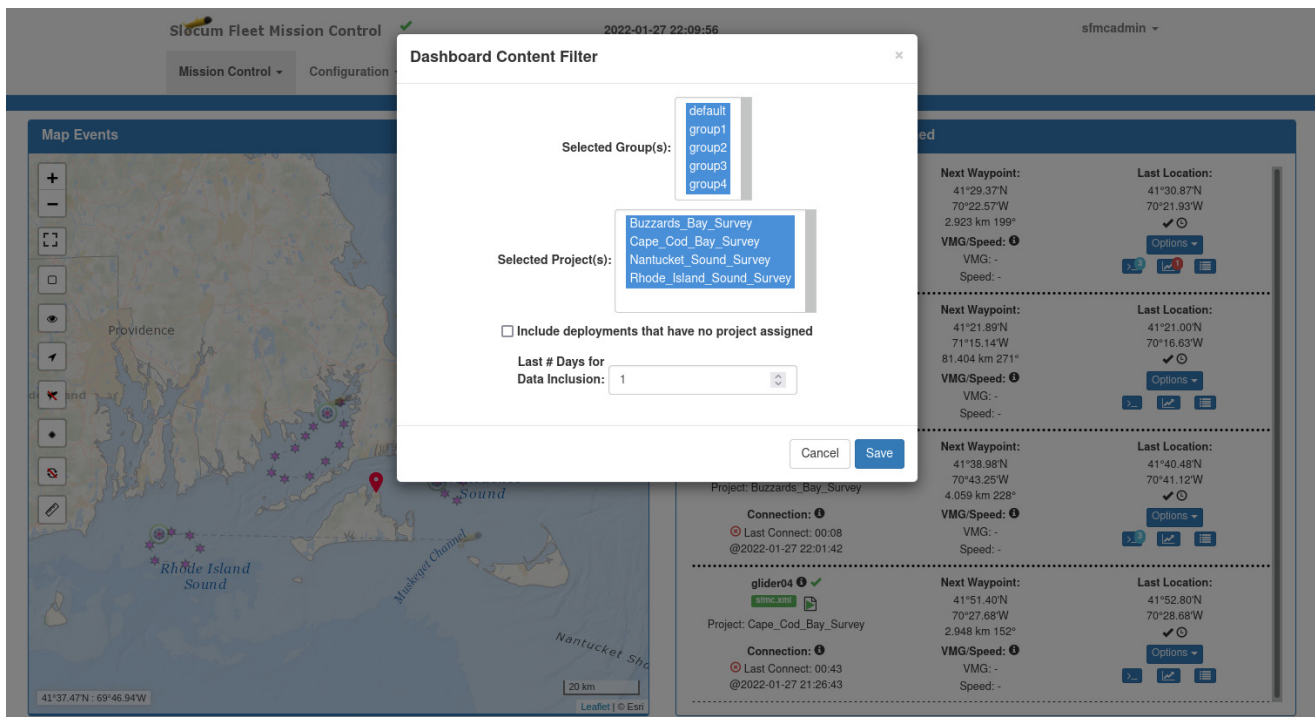 Slocum Fleet Mission Control
2022-01-27 22:09:56
sfmcadmin
Mission Control
Configuration
Dashboard Content Filter
×
Selected Group(s):
default
group1
group2
group3
group4
Selected Project(s):
Buzzards_Bay_Survey
Cape_Cod_Bay_Survey
Nantucket_Sound_Survey
Rhode_Island_Sound_Survey
Include deployments that have no project assigned
Last # Days for
Data Inclusion: 1
Cancel Save
Map Events
+
−
Providence
and
Sound
Rhode Island
Sound
Muskeget Channel
Nantucket Sho
20 km
41°37.47'N : 69°46.94'W
Leaflet | © Esri
ed
Next Waypoint:
41°29.37'N
70°22.57'W
2.923 km 199°
VMG/Speed:
VMG: -
Speed: -
Last Location:
41°30.87'N
70°21.93'W
Options
3
1
Next Waypoint:
41°21.89'N
71°15.14'W
81.404 km 271°
VMG/Speed:
VMG: -
Speed: -
Last Location:
41°21.00'N
70°16.63'W
Options
Project: Buzzards_Bay_Survey
Connection:
Last Connect: 00:08
@2022-01-27 22:01:42
Next Waypoint:
41°38.98'N
70°43.25'W
4.059 km 228°
VMG/Speed:
VMG: -
Speed: -
Last Location:
41°40.48'N
70°41.12'W
Options
3
glider04
sfmc.xml
Project: Cape_Cod_Bay_Survey
Connection:
Last Connect: 00:43
@2022-01-27 21:26:43
Next Waypoint:
41°51.40'N
70°27.68'W
2.948 km 152°
VMG/Speed:
VMG: -
Speed: -
Last Location:
41°52.80'N
70°28.68'W
Options